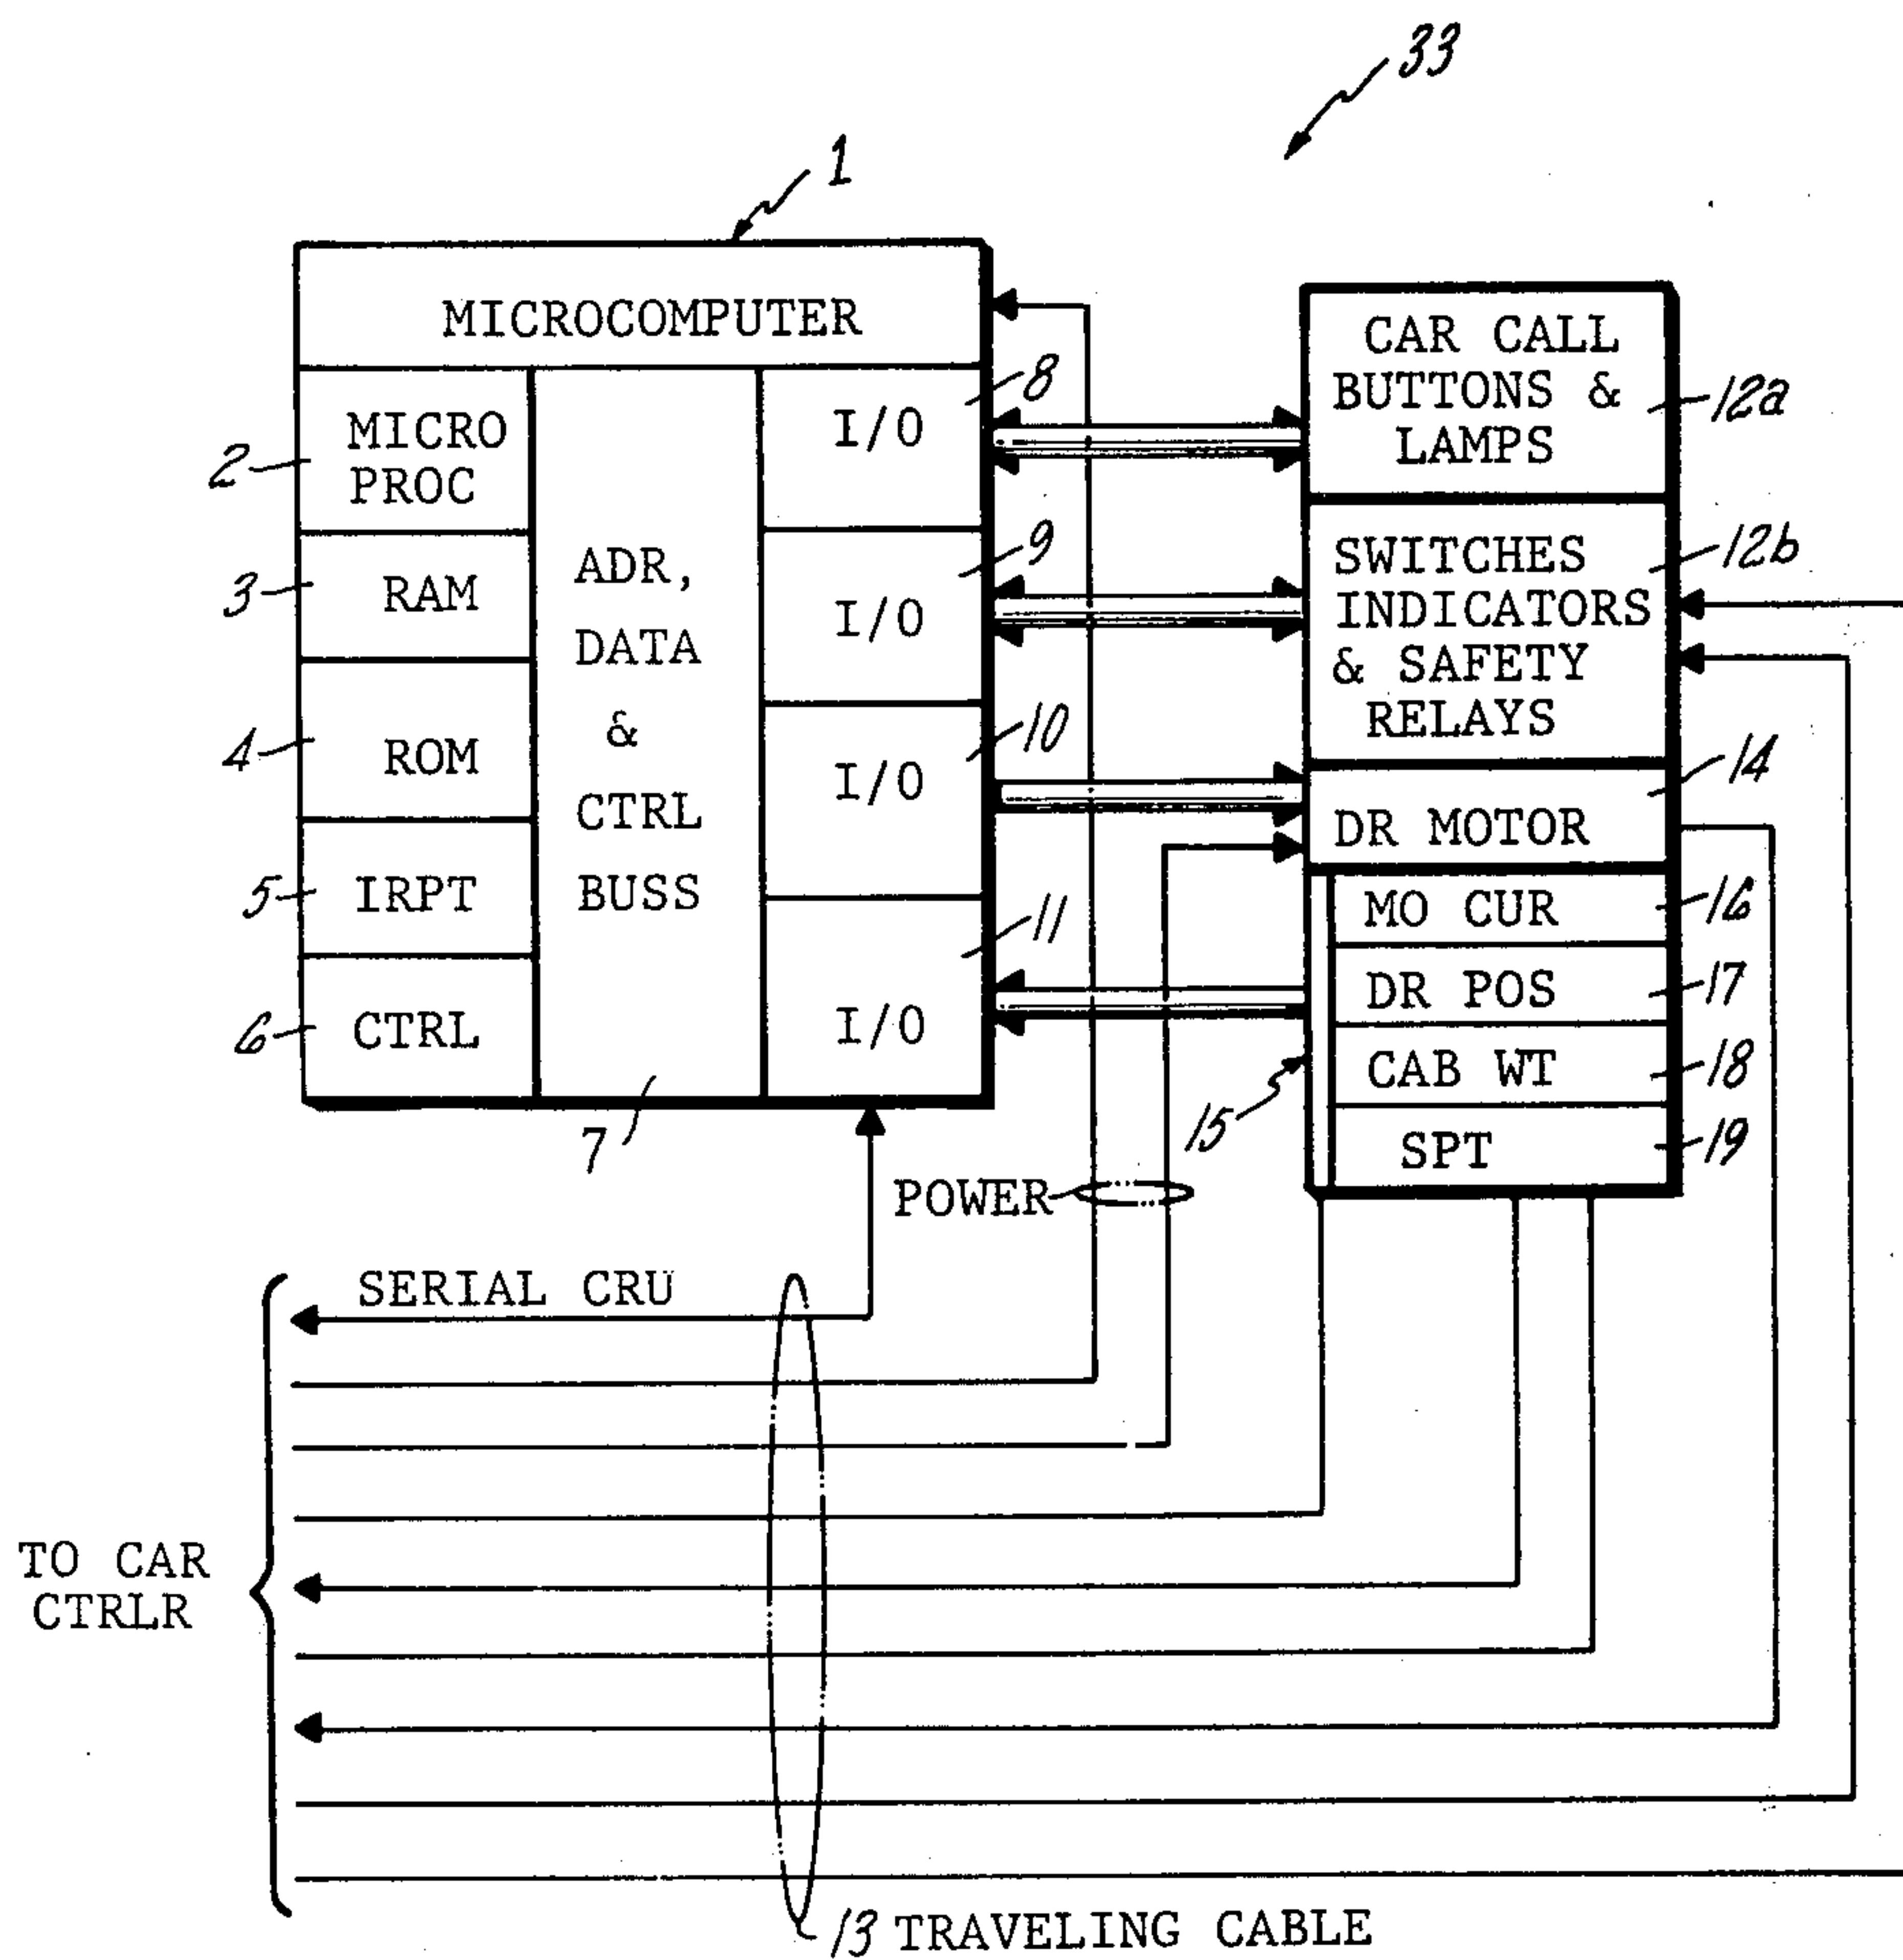 33
1
MICROCOMPUTER
8
MICRO
PROC
2
I/O
CAR CALL
BUTTONS &
LAMPS
12a
9
3
RAM
ADR,
DATA
&
CTRL
BUSS
I/O
SWITCHES
INDICATORS
& SAFETY
RELAYS
12b
4
ROM
10
I/O
14
DR MOTOR
5
IRPT
11
MO CUR
16
6
CTRL
I/O
DR POS
17
CAB WT
18
15
SPT
19
7
POWER
SERIAL CRU
TO CAR
CTRLR
13 TRAVELING CABLE